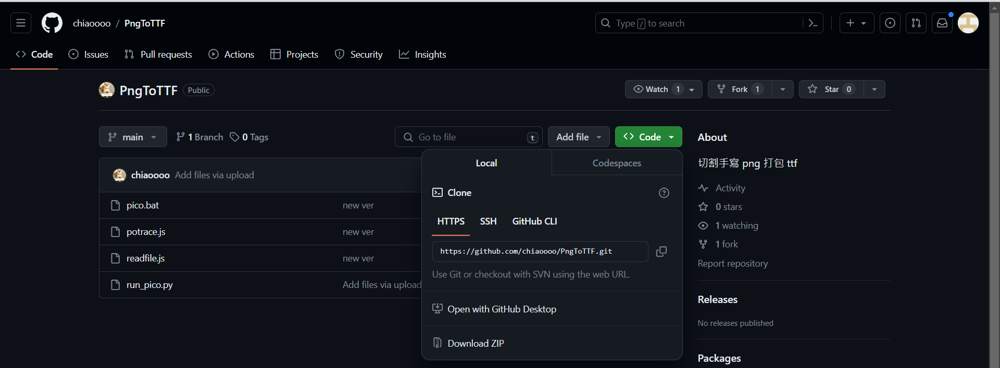 chiaoooo / PngToTTF
Type / to search
Code Issues Pull requests Actions Projects Security Insights
PngToTTF Public
Watch 1 Fork 1 Star 0
main 1 Branch 0 Tags
Go to file t
Add file
Code
chiaoooo Add files via upload
pico.bat new ver
potrace.js new ver
readfile.js new ver
run_pico.py Add files via upload
Local Codespaces
Clone
HTTPS SSH GitHub CLI
https://github.com/chiaoooo/PngToTTF.git
Use Git or checkout with SVN using the web URL.
Open with GitHub Desktop
Download ZIP
About
切割手寫 png 打包 ttf
Activity
0 stars
1 watching
1 fork
Report repository
Releases
No releases published
Packages